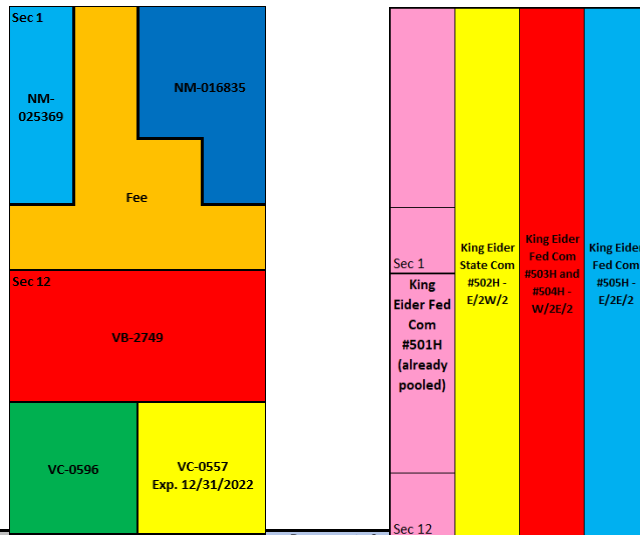 Sec 1
NM-
025369
NM-016835
Fee
Sec 12
VB-2749
VC-0596
VC-0557
Exp. 12/31/2022
Sec 1
King
Eider Fed
Com
#501H
(already
pooled)
Sec 12
King Eider
State Com
#502H -
E/2W/2
King Eider
Fed Com
#503H and
#504H -
W/2E/2
King Eider
Fed Com
#505H -
E/2E/2